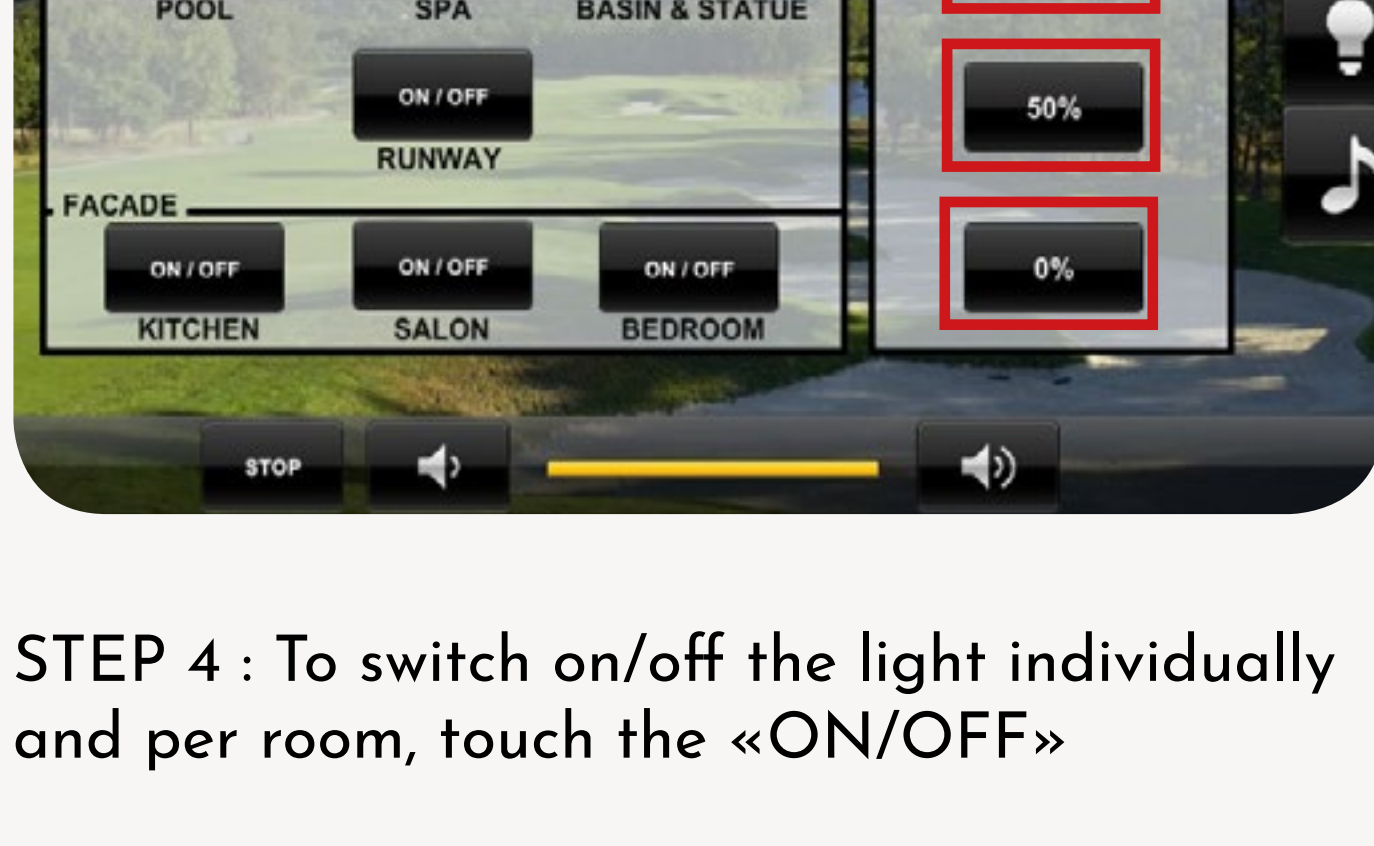 POOL SPA BASIN & STATUE
ON / OFF 50%
RUNWAY
FACADE
ON / OFF ON / OFF ON / OFF 0%
KITCHEN SALON BEDROOM
STOP
STEP 4 : To switch on/off the light individually
and per room, touch the «ON/OFF»